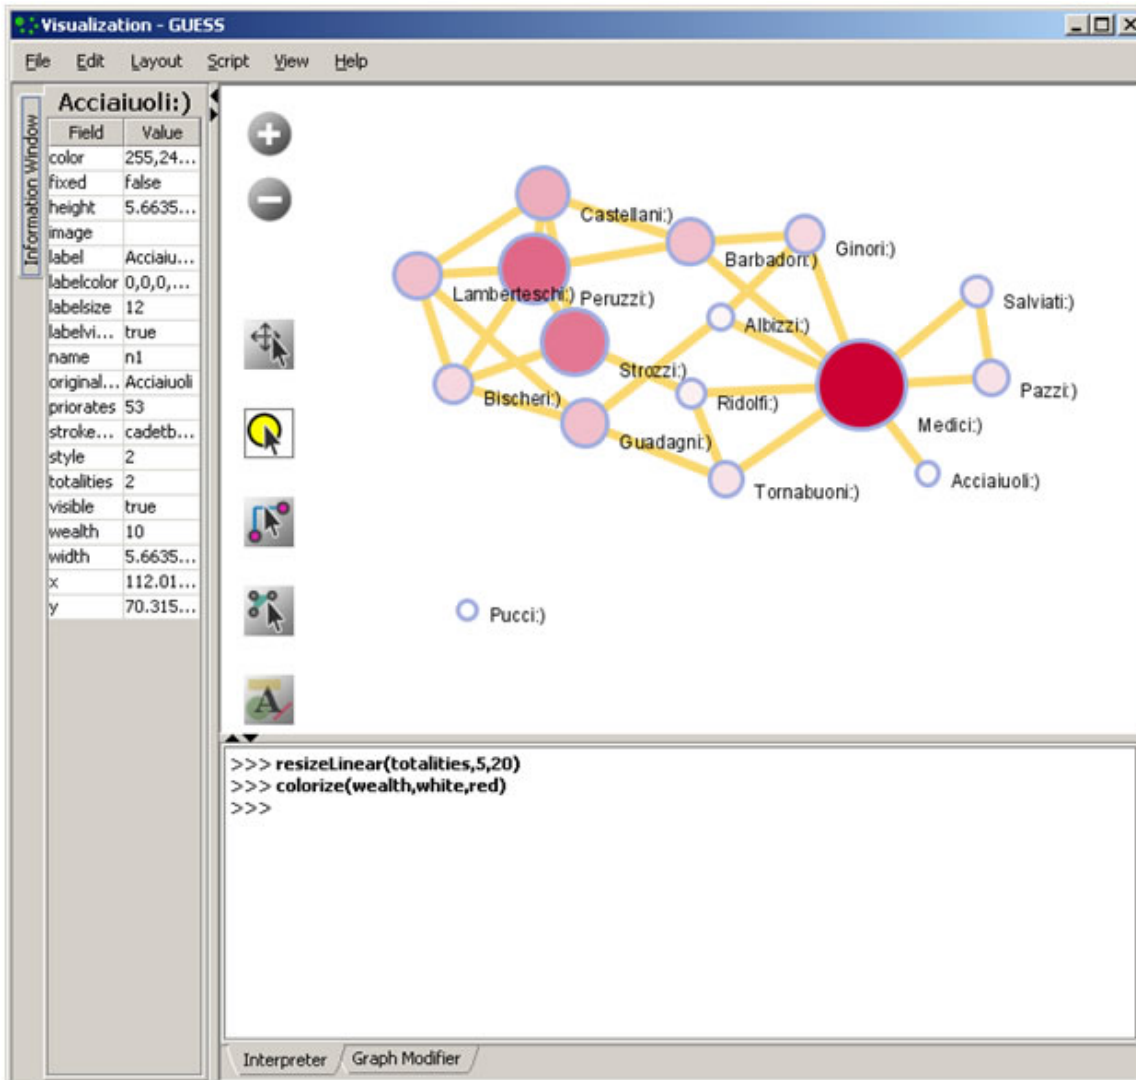 Visualization - GUESS
File Edit Layout Script View Help
Information Window
Acciaiuoli:)
Field Value
color 255,24...
fixed false
height 5.6635...
image
label Acciaiu...
labelcolor 0,0,0,...
labelsize 12
labelvi... true
name n1
original... Acciaiuoli
priorates 53
stroke... cadetb...
style 2
totalities 2
visible true
wealth 10
width 5.6635...
x 112.01...
y 70.315...
Castellani:)
Barbadori:)
Ginori:)
Lamberteschi:)
Peruzzi:)
Albizzi:)
Salviati:)
Strozzi:)
Bischeri:)
Ridolfi:)
Pazzi:)
Medici:)
Guadagni:)
Tornabuoni:)
Acciaiuoli:)
Pucci:)
A
>>> resizeLinear(totalities,5,20)
>>> colorize(wealth,white,red)
>>>
Interpreter Graph Modifier